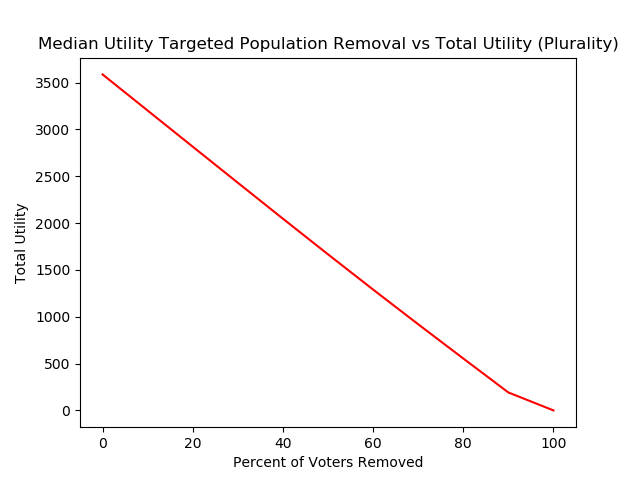 Median Utility Targeted Population Removal vs Total Utility (Plurality)
3500
3000
2500
2000
1500
1000
500
0
Total Utility
0 20 40 60 80 100
Percent of Voters Removed